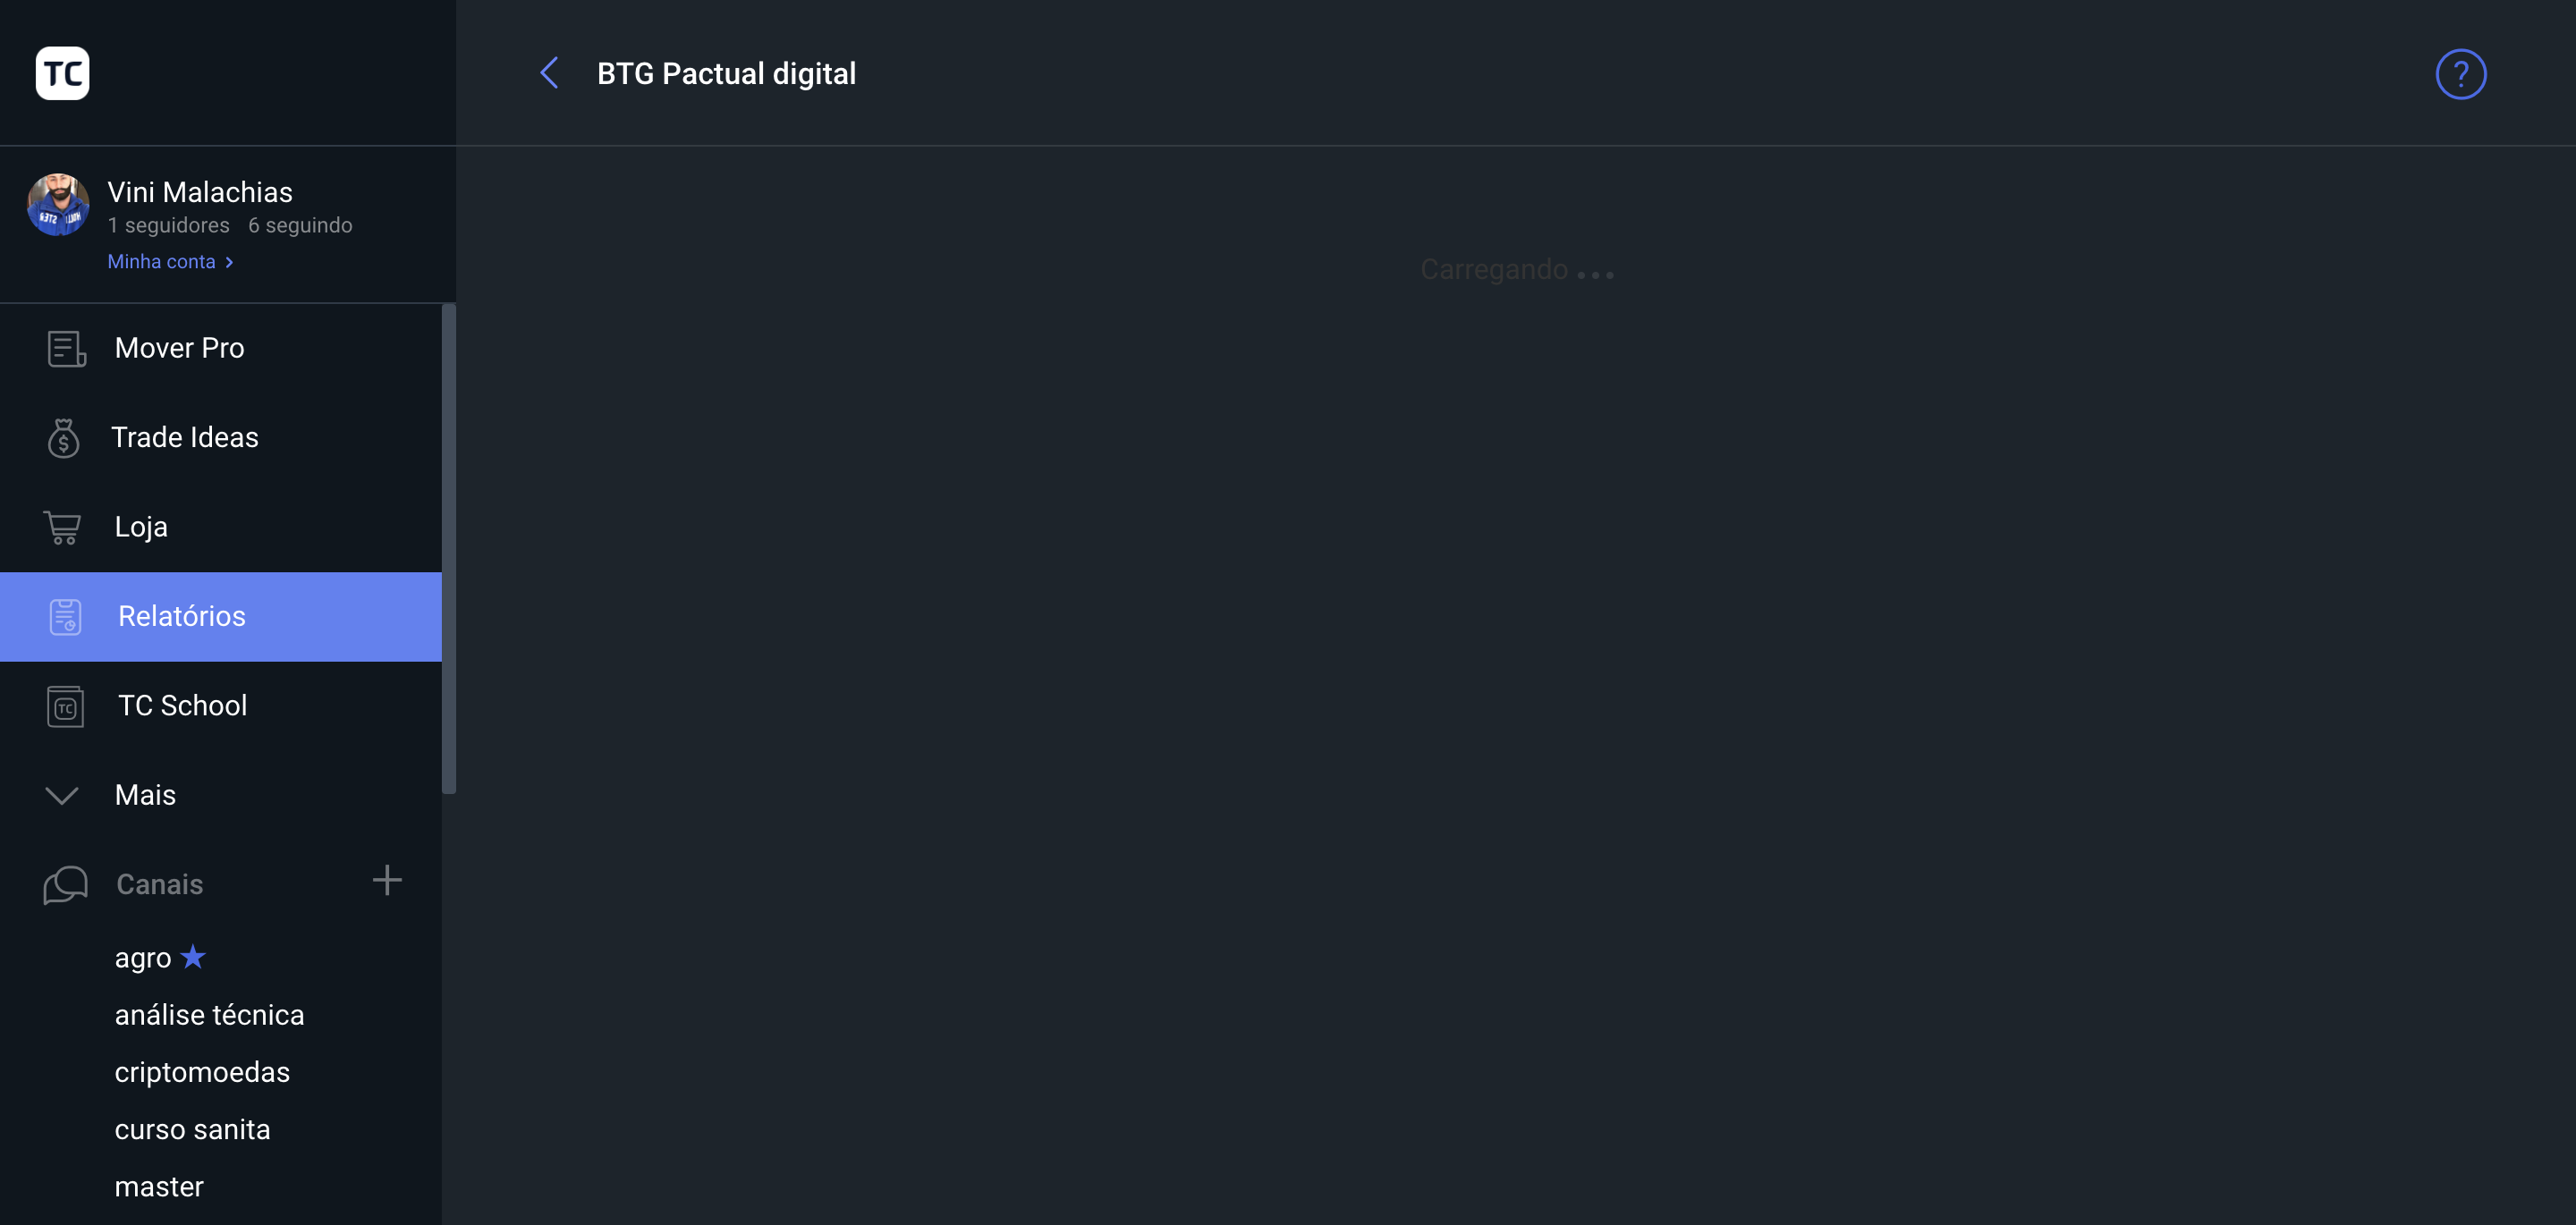 TC
BTG Pactual digital
?
Vini Malachias
1 seguidores 6 seguindo
Minha conta >
Mover Pro
Trade Ideas
Loja
Relatórios
TC School
Mais
Canais +
agro ★
análise técnica
criptomoedas
curso sanita
master
Carregando ...